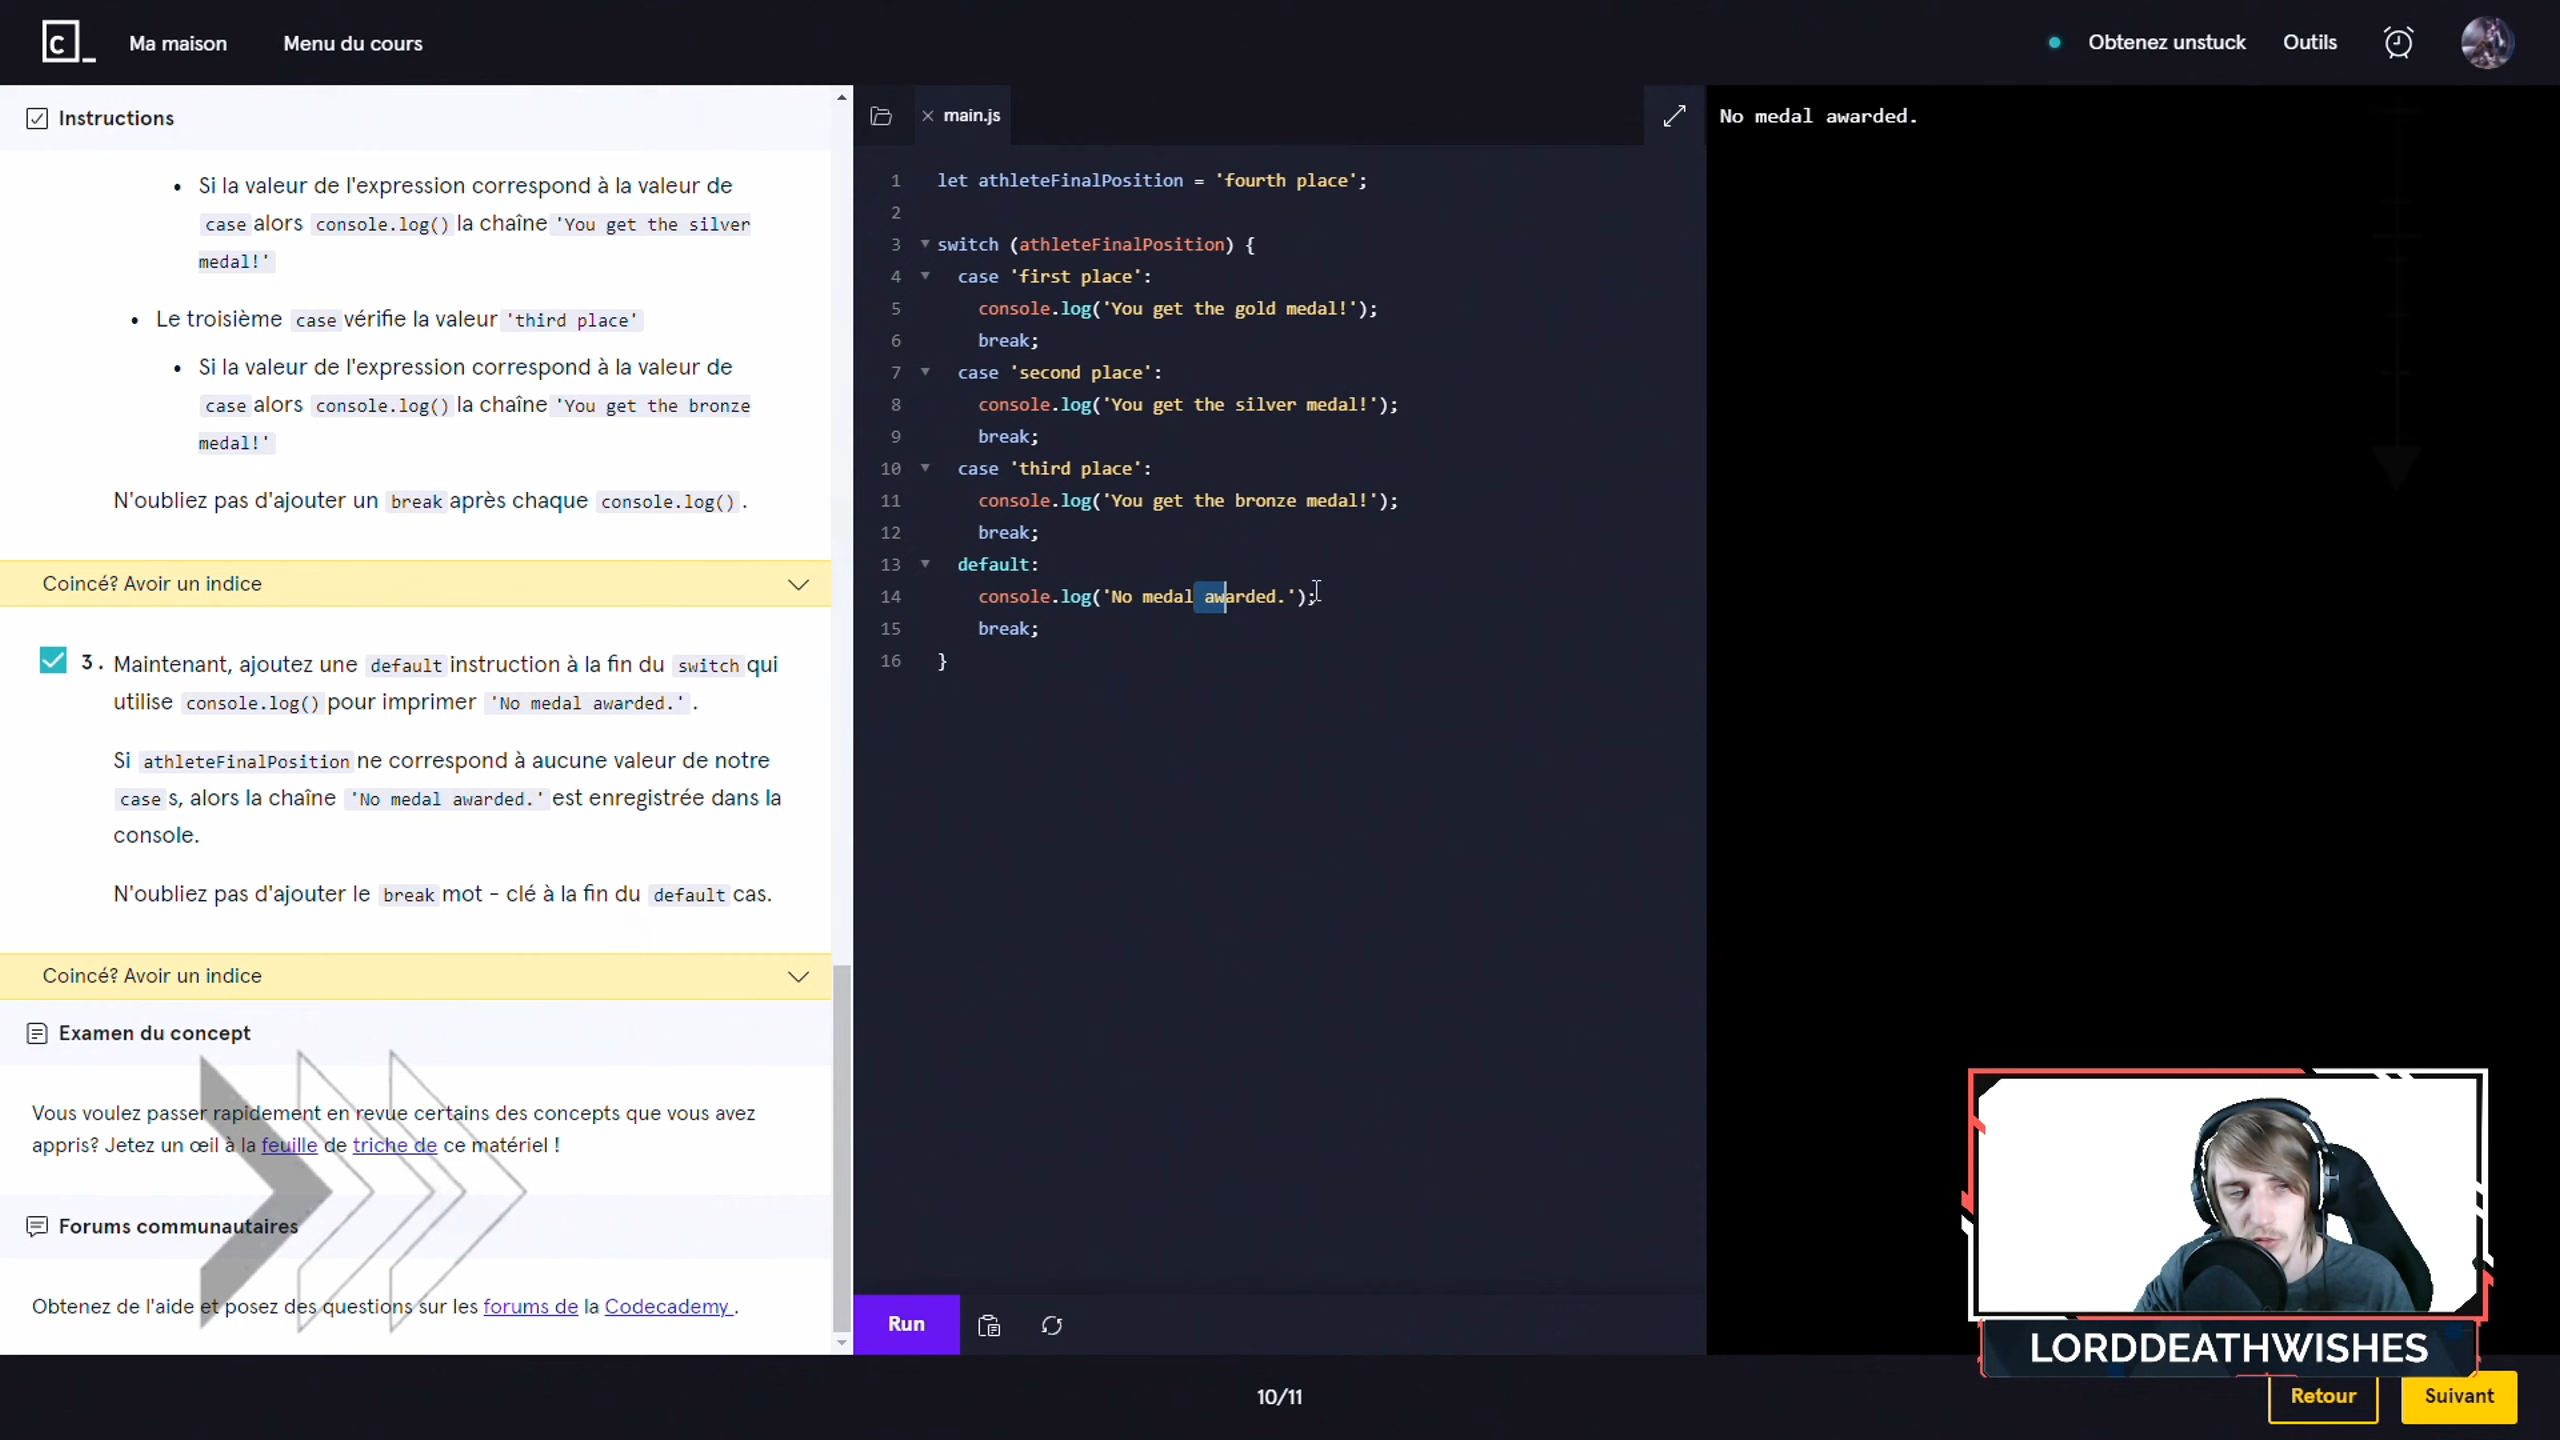 C_ Ma maison Menu du cours Obtenez unstuck Outils
Instructions
Si la valeur de l'expression correspond à la valeur de
case alors console.log() la chaîne 'You get the silver
medal!'
Le troisième case vérifie la valeur 'third place'
Si la valeur de l'expression correspond à la valeur de
case alors console.log() la chaîne 'You get the bronze
medal!'
N'oubliez pas d'ajouter un break après chaque console.log() .
Coincé? Avoir un indice
3. Maintenant, ajoutez une default instruction à la fin du switch qui
utilise console.log() pour imprimer 'No medal awarded.' .
Si athleteFinalPosition ne correspond à aucune valeur de notre
case s, alors la chaîne 'No medal awarded.' est enregistrée dans la
console.
N'oubliez pas d'ajouter le break mot - clé à la fin du default cas.
Coincé? Avoir un indice
Examen du concept
Vous voulez passer rapidement en revue certains des concepts que vous avez
appris? Jetez un œil à la feuille de triche de ce matériel !
Forums communautaires
Obtenez de l'aide et posez des questions sur les forums de la Codecademy .
main.js
1 let athleteFinalPosition = 'fourth place';
2
3 switch (athleteFinalPosition) {
4 case 'first place':
5 console.log('You get the gold medal!');
6 break;
7 case 'second place':
8 console.log('You get the silver medal!');
9 break;
10 case 'third place':
11 console.log('You get the bronze medal!');
12 break;
13 default:
14 console.log('No medal awarded.');
15 break;
16 }
Run
No medal awarded.
LORDDEATHWISHES
10/11
Retour Suivant